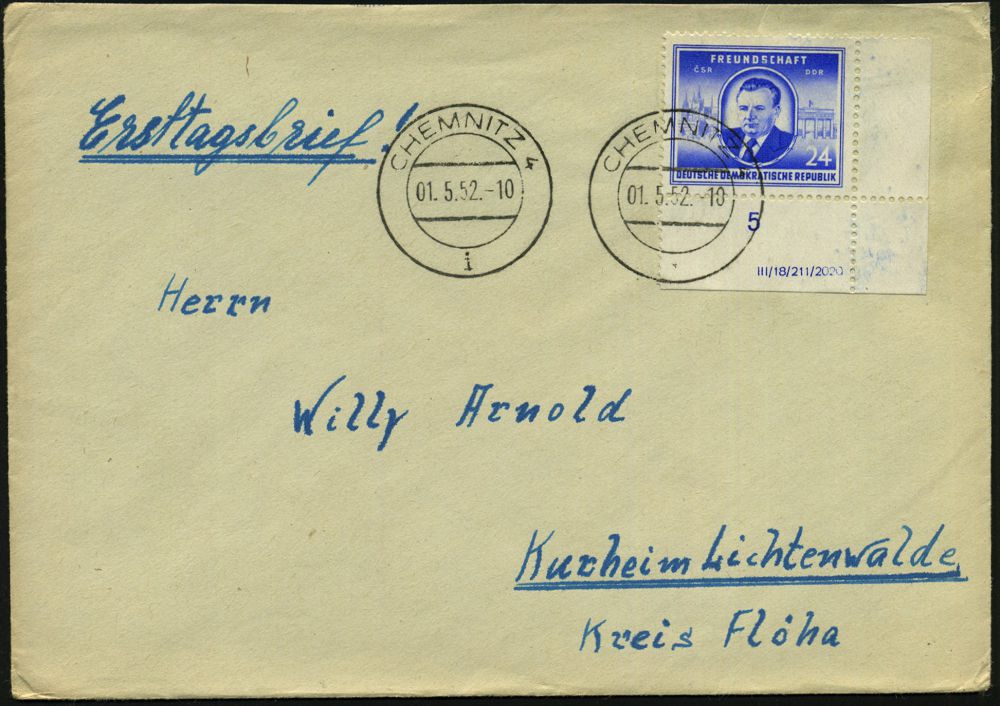 Ersttagsbrief!
CHEMNITZ 4
01. 5.52.-10
i
CHEMNITZ
01. 5.52.-10
FREUNDSCHAFT
ČSR DDR
24
DEUTSCHE DEMOKRATISCHE REPUBLIK
5
III/18/211/2020
Herrn
Willy Arnold
Kurheim Lichtenwalde
Kreis Flöha